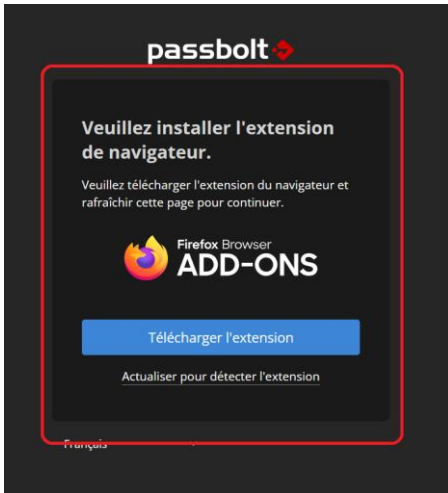 passbolt
Veuillez installer l'extension
de navigateur.
Veuillez télécharger l'extension du navigateur et
rafraîchir cette page pour continuer.
Firefox Browser
ADD-ONS
Télécharger l'extension
Actualiser pour détecter l'extension
Français